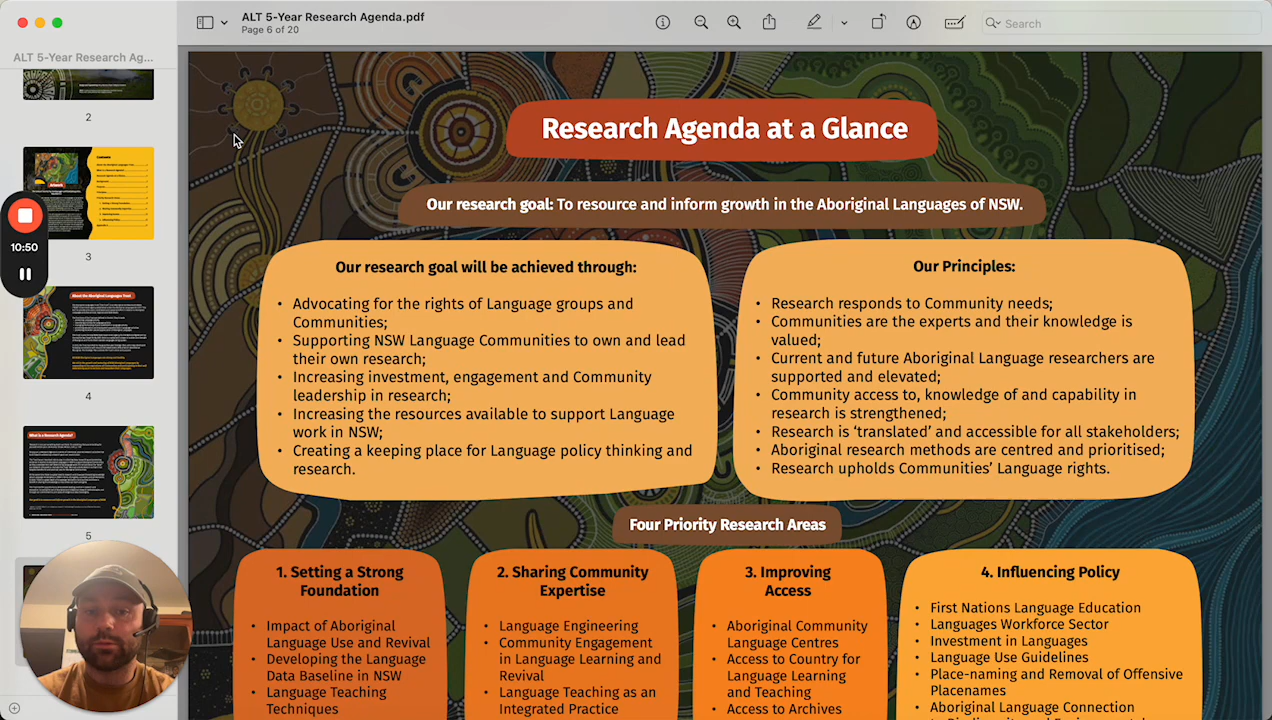 ALT 5-Year Research Agenda.pdf
Page 6 of 20
Search
ALT 5-Year Research Ag...
2
Contents
Artwork
3
About the Aboriginal Languages Trust
4
What is a Research Agenda?
5
10:50
Research Agenda at a Glance
Our research goal: To resource and inform growth in the Aboriginal Languages of NSW.
Our research goal will be achieved through:
• Advocating for the rights of Language groups and
Communities;
• Supporting NSW Language Communities to own and lead
their own research;
• Increasing investment, engagement and Community
leadership in research;
• Increasing the resources available to support Language
work in NSW;
• Creating a keeping place for Language policy thinking and
research.
Our Principles:
• Research responds to Community needs;
• Communities are the experts and their knowledge is
valued;
• Current and future Aboriginal Language researchers are
supported and elevated;
• Community access to, knowledge of and capability in
research is strengthened;
• Research is ‘translated’ and accessible for all stakeholders;
• Aboriginal research methods are centred and prioritised;
• Research upholds Communities’ Language rights.
Four Priority Research Areas
1. Setting a Strong
Foundation
• Impact of Aboriginal
Language Use and Revival
• Developing the Language
Data Baseline in NSW
• Language Teaching
Techniques
2. Sharing Community
Expertise
• Language Engineering
• Community Engagement
in Language Learning and
Revival
• Language Teaching as an
Integrated Practice
3. Improving
Access
• Aboriginal Community
Language Centres
• Access to Country for
Language Learning
and Teaching
• Access to Archives
4. Influencing Policy
• First Nations Language Education
• Languages Workforce Sector
• Investment in Languages
• Language Use Guidelines
• Place-naming and Removal of Offensive
Placenames
• Aboriginal Language Connection